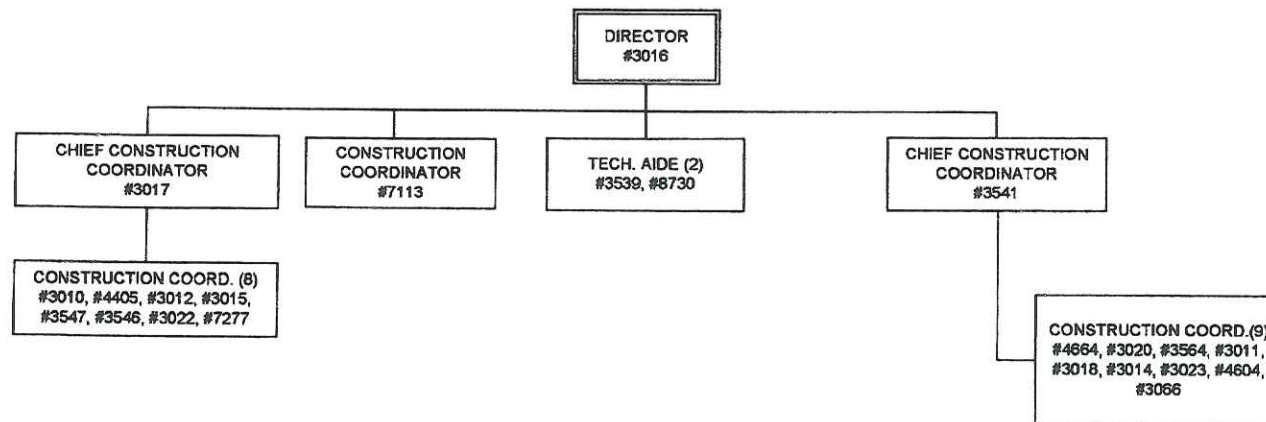 DIRECTOR
#3016
CHIEF CONSTRUCTION
COORDINATOR
#3017
CONSTRUCTION
COORDINATOR
#7113
TECH. AIDE (2)
#3539, #8730
CHIEF CONSTRUCTION
COORDINATOR
#3541
CONSTRUCTION COORD. (8)
#3010, #4405, #3012, #3015,
#3547, #3546, #3022, #7277
CONSTRUCTION COORD.(9)
#4664, #3020, #3564, #3011,
#3018, #3014, #3023, #4604,
#3066